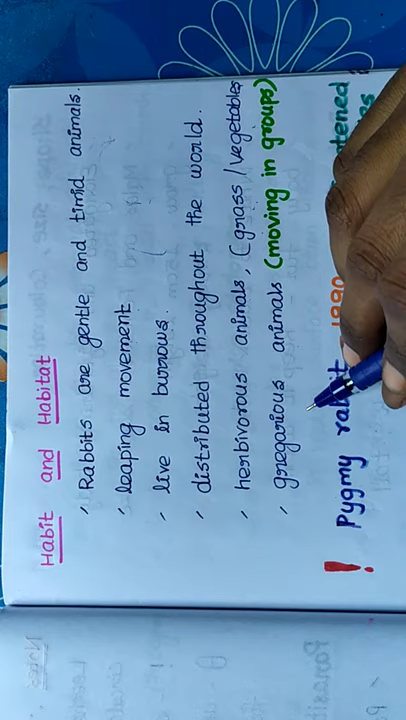 Habit and Habitat
Rabbits are gentle and timid animals.
leaping movement
live in burrows.
distributed throughout the world.
herbivorous animals, (grass / vegetables
gregarious animals (moving in groups)
! Pygmy rabbit 1990